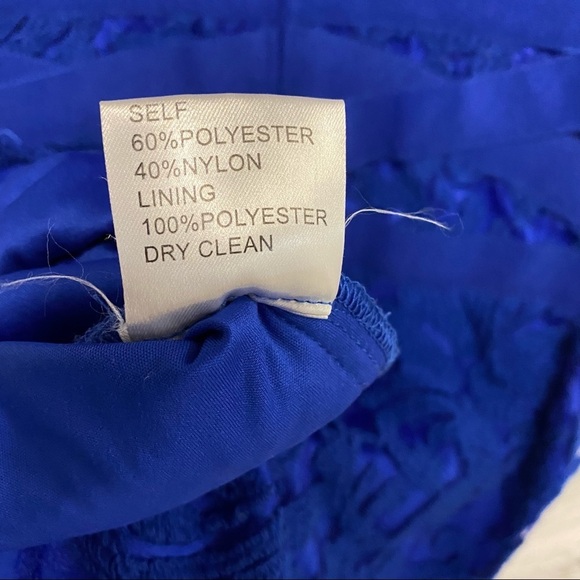 SELF
60%POLYESTER
40%NYLON
LINING
100%POLYESTER
DRY CLEAN